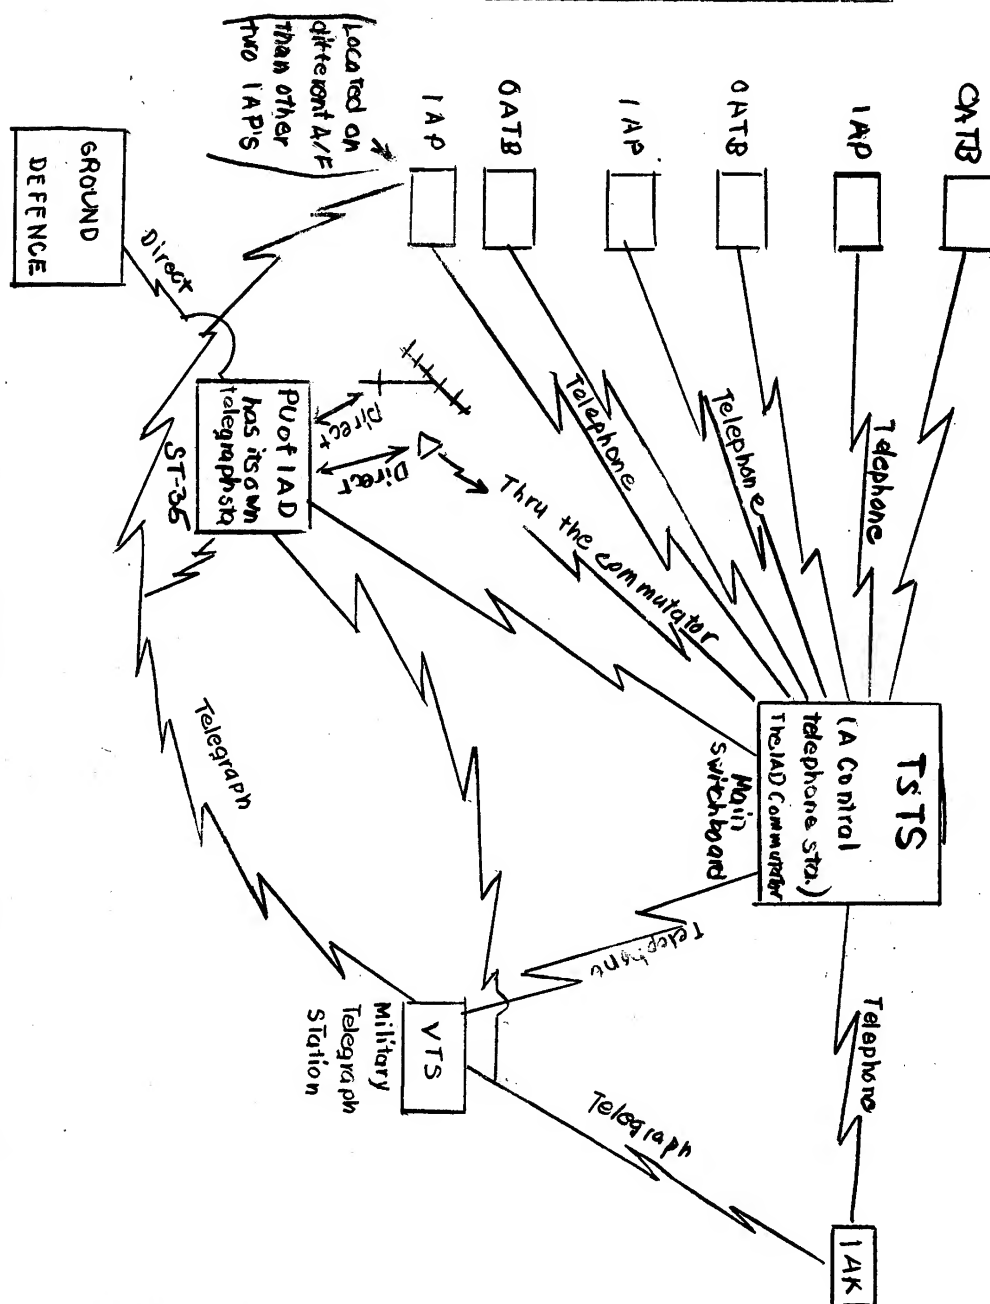 OATB
IAP
OATB
IAP
OATB
IAP
Located on
different A/F
than other
two IAP's
GROUND
DEFENCE
Direct
PU of IAD
has its own
telegraph sta
ST-35
Direct
Direct
Thru the commutator
Telephone
Telephone
Telephone
TSTS
(A Control
telephone sta.)
The IAD Commutator
Main
Switchboard
Telephone
Telephone
IAK
Telegraph
Telegraph
VTS
Military
Telegraph
Station